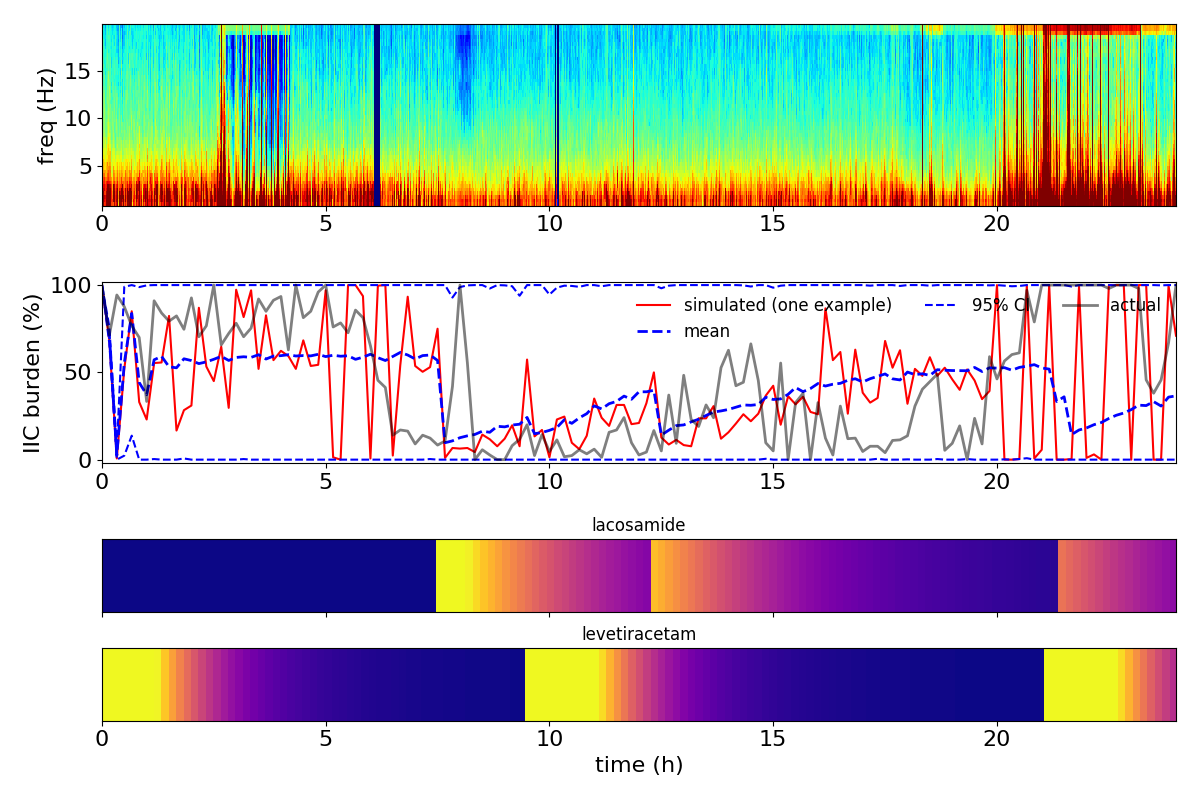 freq (Hz)
15
10
5
0 5 10 15 20
IIC burden (%)
100
50
0
simulated (one example)
mean
95% CI
actual
0 5 10 15 20
lacosamide
levetiracetam
0 5 10 15 20
time (h)